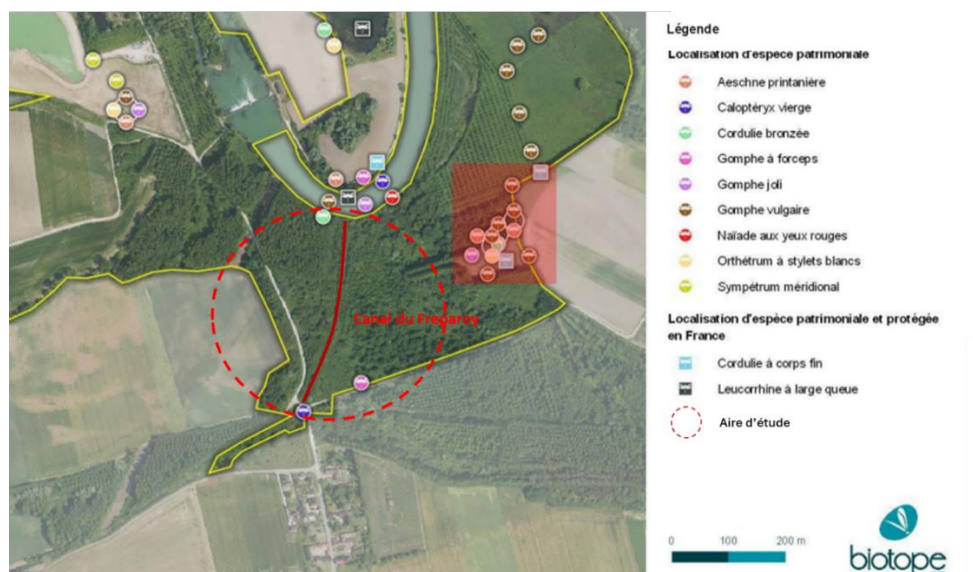 Légende
Localisation d'espèce patrimoniale
Aeschne printanière
Caloptéryx vierge
Cordulie bronzée
Gomphe à forceps
Gomphe joli
Gomphe vulgaire
Naïade aux yeux rouges
Orthétrum à stylets blancs
Sympétrum méridional
Localisation d'espèce patrimoniale et protégée
en France
Cordulie à corps fin
Leucorrhine à large queue
Aire d'étude
Canal du Freparoy
0 100 200 m
biotope